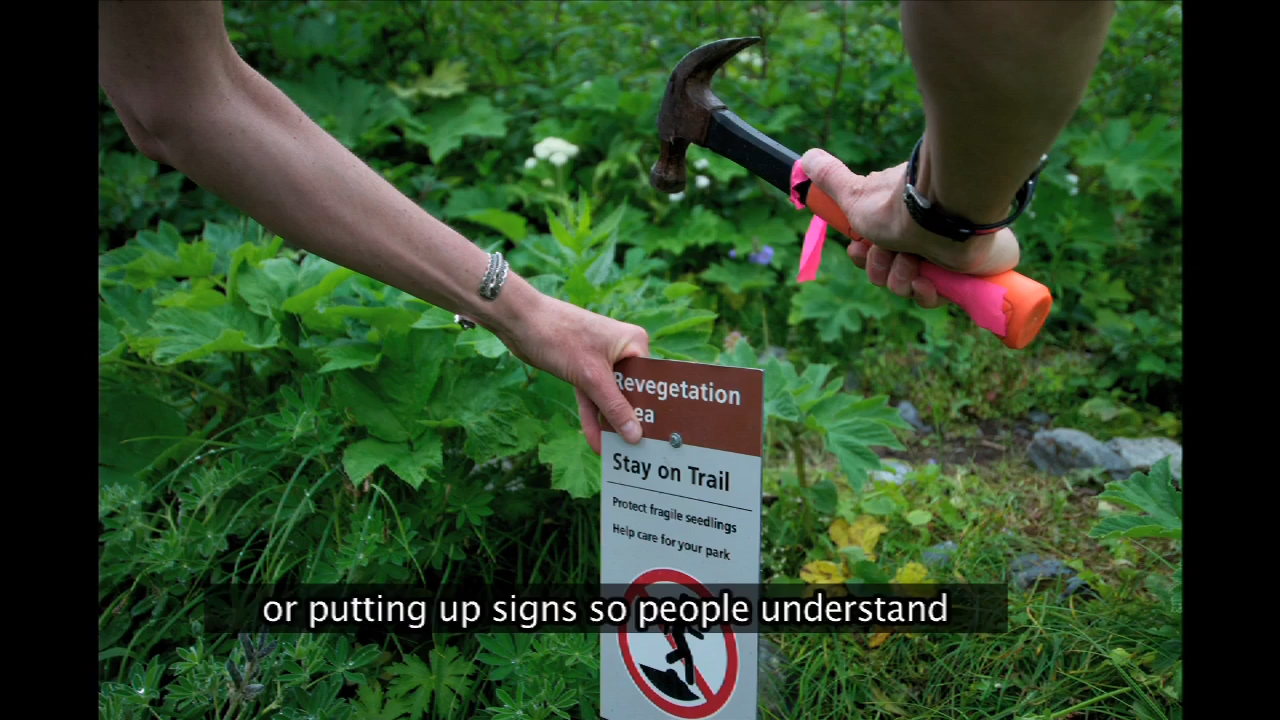 Revegetation
Stay on Trail
Protect fragile seedlings
Help care for your park
or putting up signs so people understand